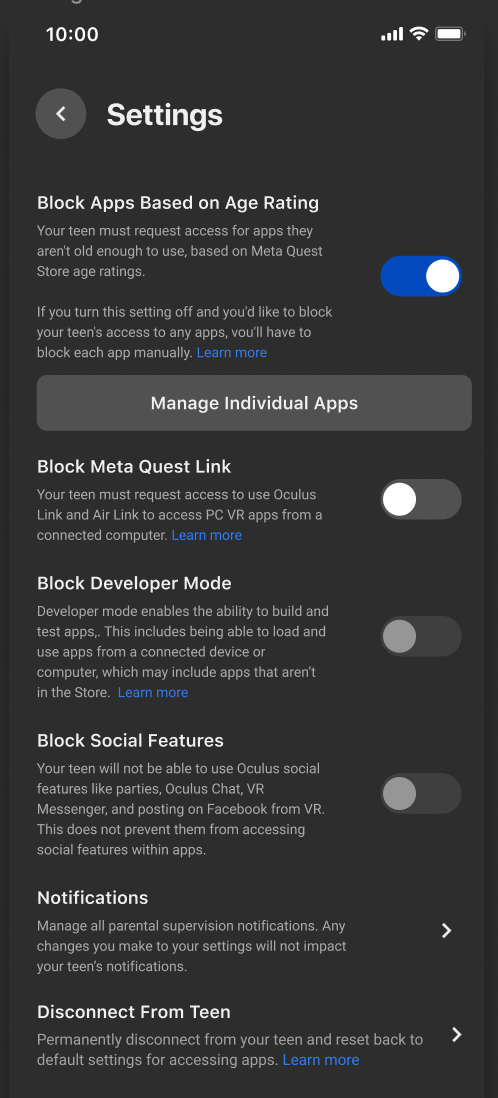 10:00
Settings
Block Apps Based on Age Rating
Your teen must request access for apps they
aren't old enough to use, based on Meta Quest
Store age ratings.
If you turn this setting off and you'd like to block
your teen's access to any apps, you'll have to
block each app manually. Learn more
Manage Individual Apps
Block Meta Quest Link
Your teen must request access to use Oculus
Link and Air Link to access PC VR apps from a
connected computer. Learn more
Block Developer Mode
Developer mode enables the ability to build and
test apps,. This includes being able to load and
use apps from a connected device or
computer, which may include apps that aren't
in the Store. Learn more
Block Social Features
Your teen will not be able to use Oculus social
features like parties, Oculus Chat, VR
Messenger, and posting on Facebook from VR.
This does not prevent them from accessing
social features within apps.
Notifications
Manage all parental supervision notifications. Any
changes you make to your settings will not impact
your teen's notifications.
Disconnect From Teen
Permanently disconnect from your teen and reset back to
default settings for accessing apps. Learn more